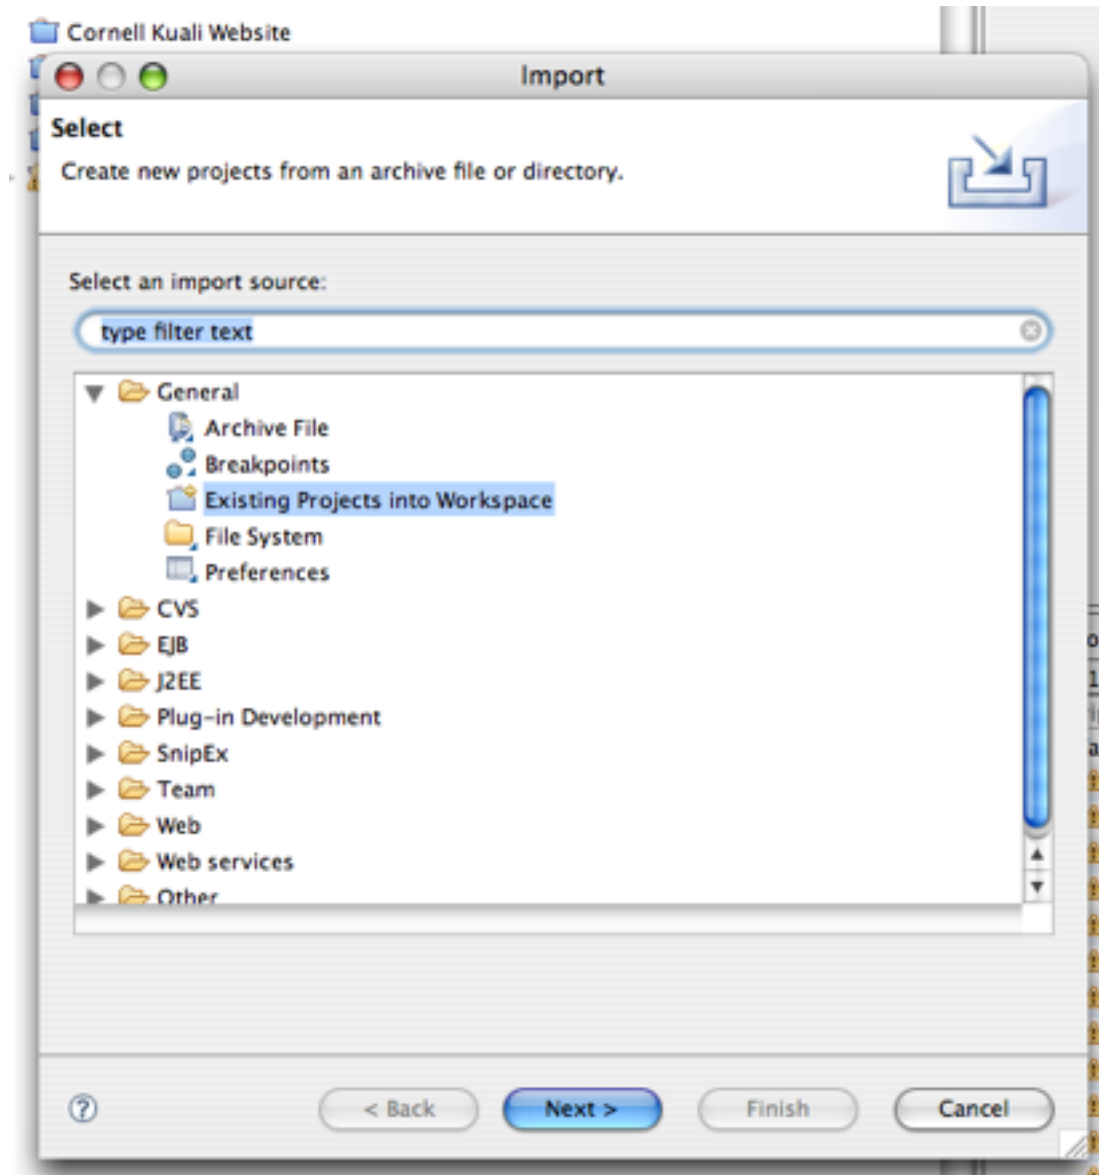 Cornell Kuali Website
Import
Select
Create new projects from an archive file or directory.
Select an import source:
type filter text
General
Archive File
Breakpoints
Existing Projects into Workspace
File System
Preferences
CVS
EJB
J2EE
Plug-in Development
SnipEx
Team
Web
Web services
Other
? < Back Next > Finish Cancel